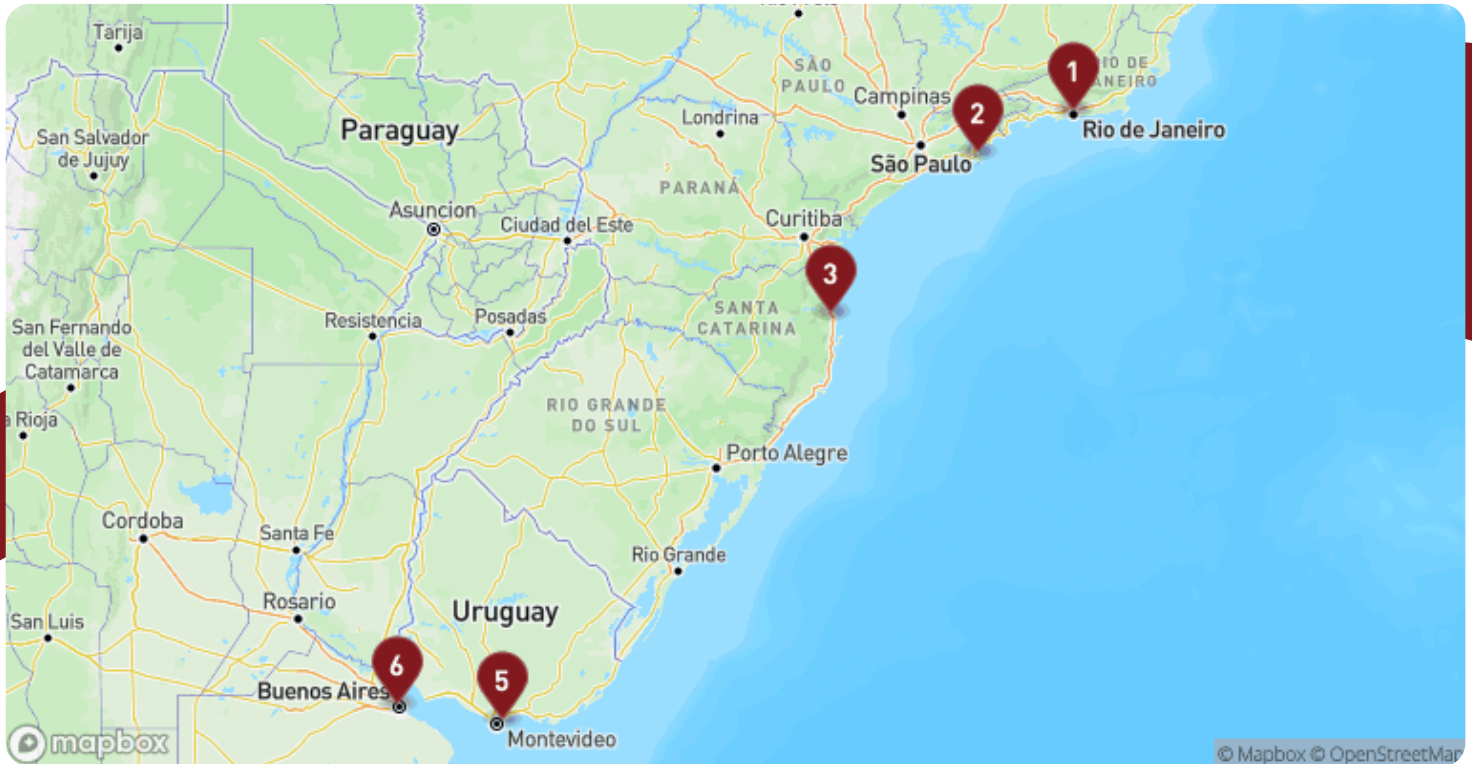 Tarija
SÃO
PAULO
1
RIO DE
JANEIRO
Campinas
2
Londrina
Paraguay
San Salvador
de Jujuy
Rio de Janeiro
São Paulo
PARANÁ
Asuncion
Ciudad del Este
Curitiba
3
SANTA
CATARINA
Resistencia
Posadas
San Fernando
del Valle de
Catamarca
a Rioja
RIO GRANDE
DO SUL
Porto Alegre
Cordoba
Santa Fe
Rio Grande
Rosario
Uruguay
San Luis
6
5
Buenos Aires
Montevideo
mapbox
© Mapbox © OpenStreetMap